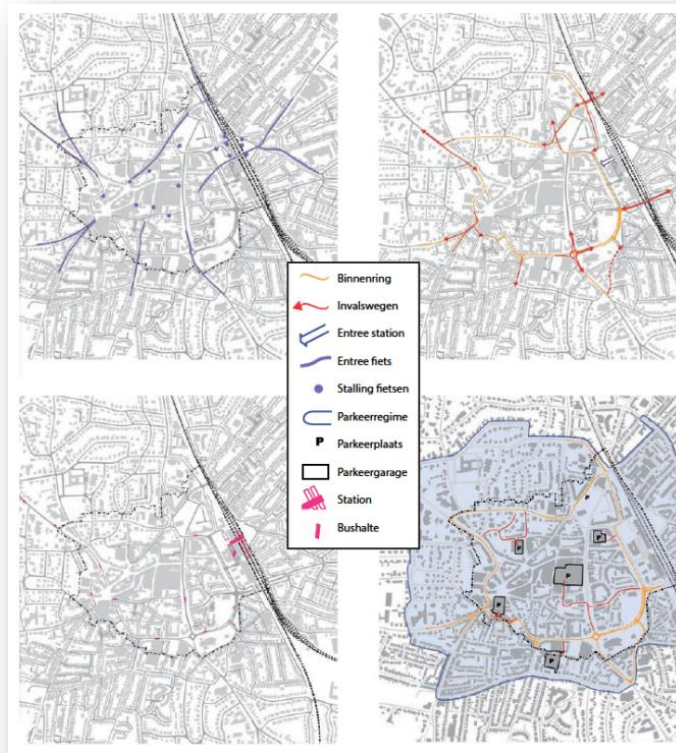 Binnenring
Invalswegen
Entree station
Entree fiets
Stalling fietsen
Parkeerregime
P Parkeerplaats
Parkeergarage
Station
Bushalte
P
P
P
P
P
P